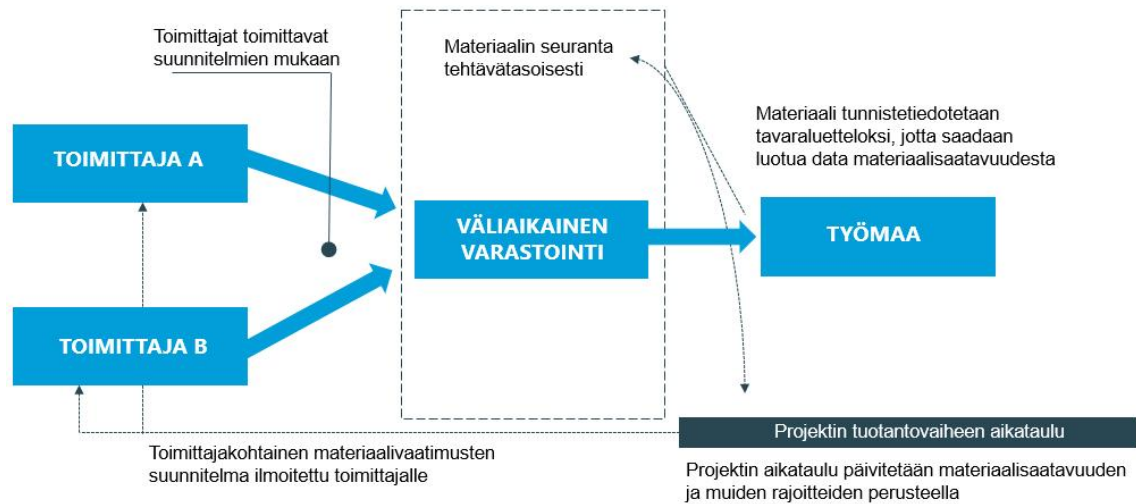 Toimittajat toimittavat
suunnitelmien mukaan
Materiaalin seuranta
tehtävätasoisesti
Materiaali tunnistetiedotetaan
tavaraluetteloksi, jotta saadaan
luotua data materiaalisaatavuudesta
TOIMITTAJA A
VÄLIAIKAINEN
VARASTOINTI
TYÖMAA
TOIMITTAJA B
Projektin tuotantovaiheen aikataulu
Toimittajakohtainen materiaalivaatimusten
suunnitelma ilmoitettu toimittajalle
Projektin aikataulu päivitetään materiaalisaatavuuden
ja muiden rajoitteiden perusteella